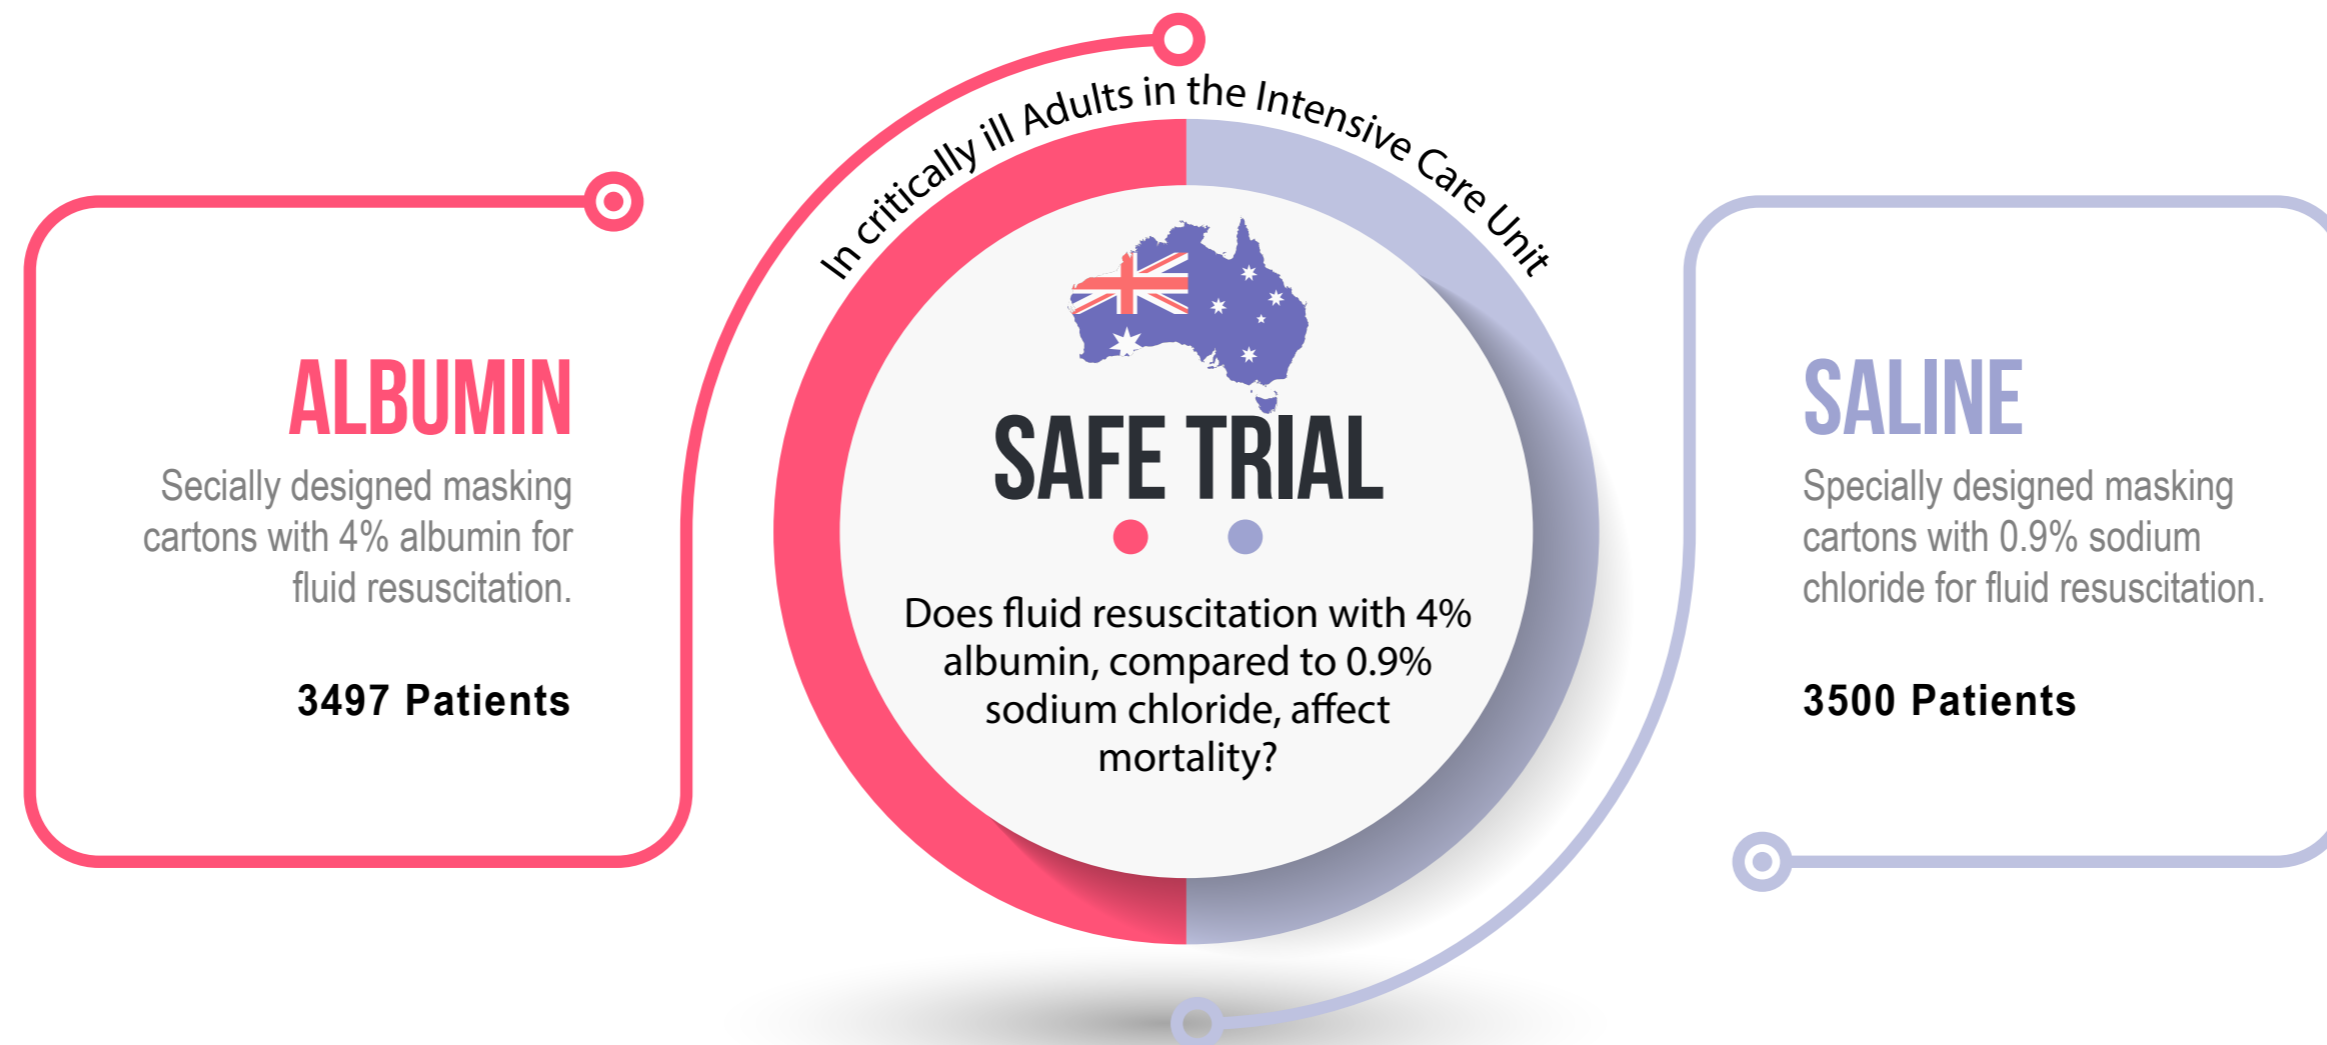 In critically ill Adults in the Intensive Care Unit
ALBUMIN
Secially designed masking
cartons with 4% albumin for
fluid resuscitation.
3497 Patients
SAFE TRIAL
Does fluid resuscitation with 4%
albumin, compared to 0.9%
sodium chloride, affect
mortality?
SALINE
Specially designed masking
cartons with 0.9% sodium
chloride for fluid resuscitation.
3500 Patients